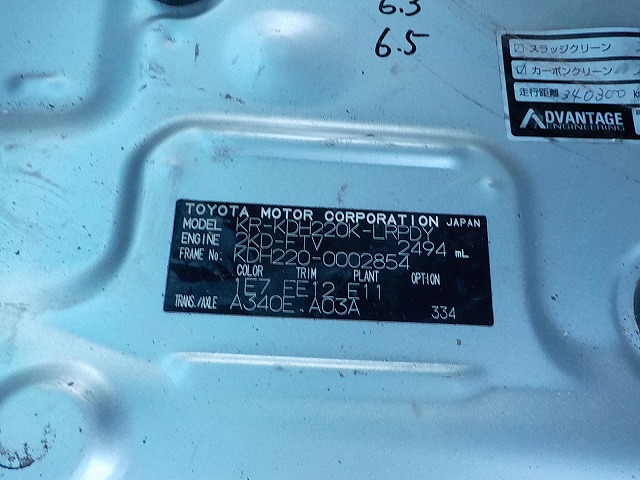 6.3
6.5
スラッジクリーン
カーボンクリーン
走行距離 340300 k
ADVANTAGE
ENGINEERING
TOYOTA MOTOR CORPORATION JAPAN
MODEL KR-KDH220K-LRPDY
ENGINE 2KD-FTV 2494 mL
FRAME No. KDH220-0002854
COLOR TRIM PLANT OPTION
1E7 FE12 E11
TRANS./AXLE A340E A03A 334